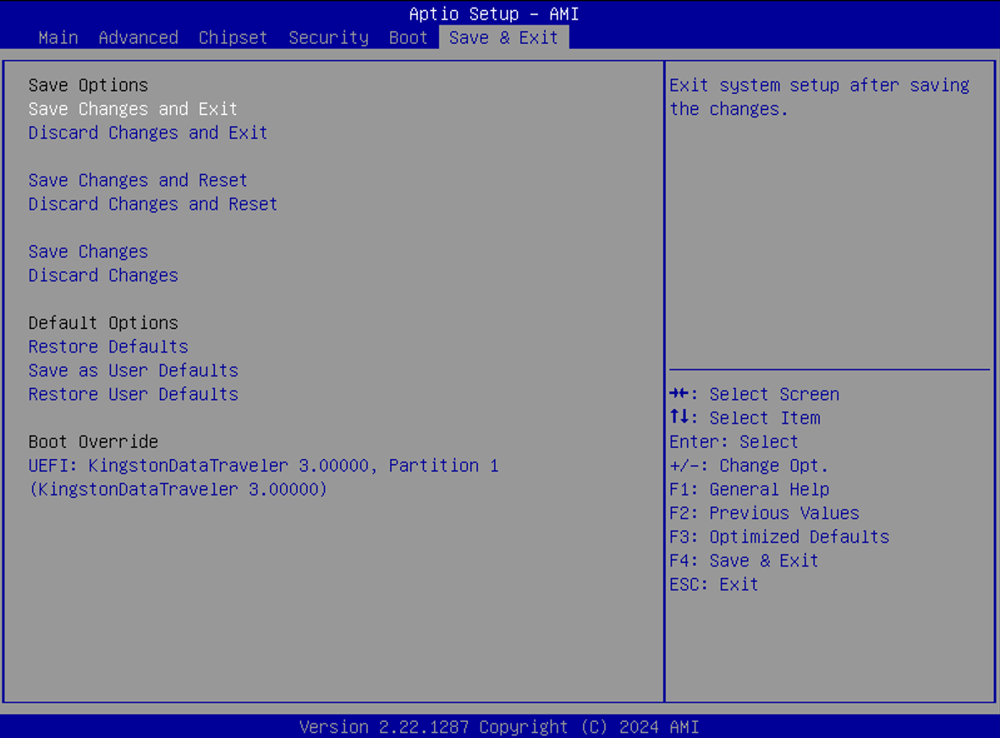 Aptio Setup - AMI
Main Advanced Chipset Security Boot Save & Exit
Save Options
Save Changes and Exit
Discard Changes and Exit
Save Changes and Reset
Discard Changes and Reset
Save Changes
Discard Changes
Default Options
Restore Defaults
Save as User Defaults
Restore User Defaults
Boot Override
UEFI: KingstonDataTraveler 3.00000, Partition 1
(KingstonDataTraveler 3.00000)
Exit system setup after saving
the changes.
→←: Select Screen
↑↓: Select Item
Enter: Select
+/-: Change Opt.
F1: General Help
F2: Previous Values
F3: Optimized Defaults
F4: Save & Exit
ESC: Exit
Version 2.22.1287 Copyright (C) 2024 AMI